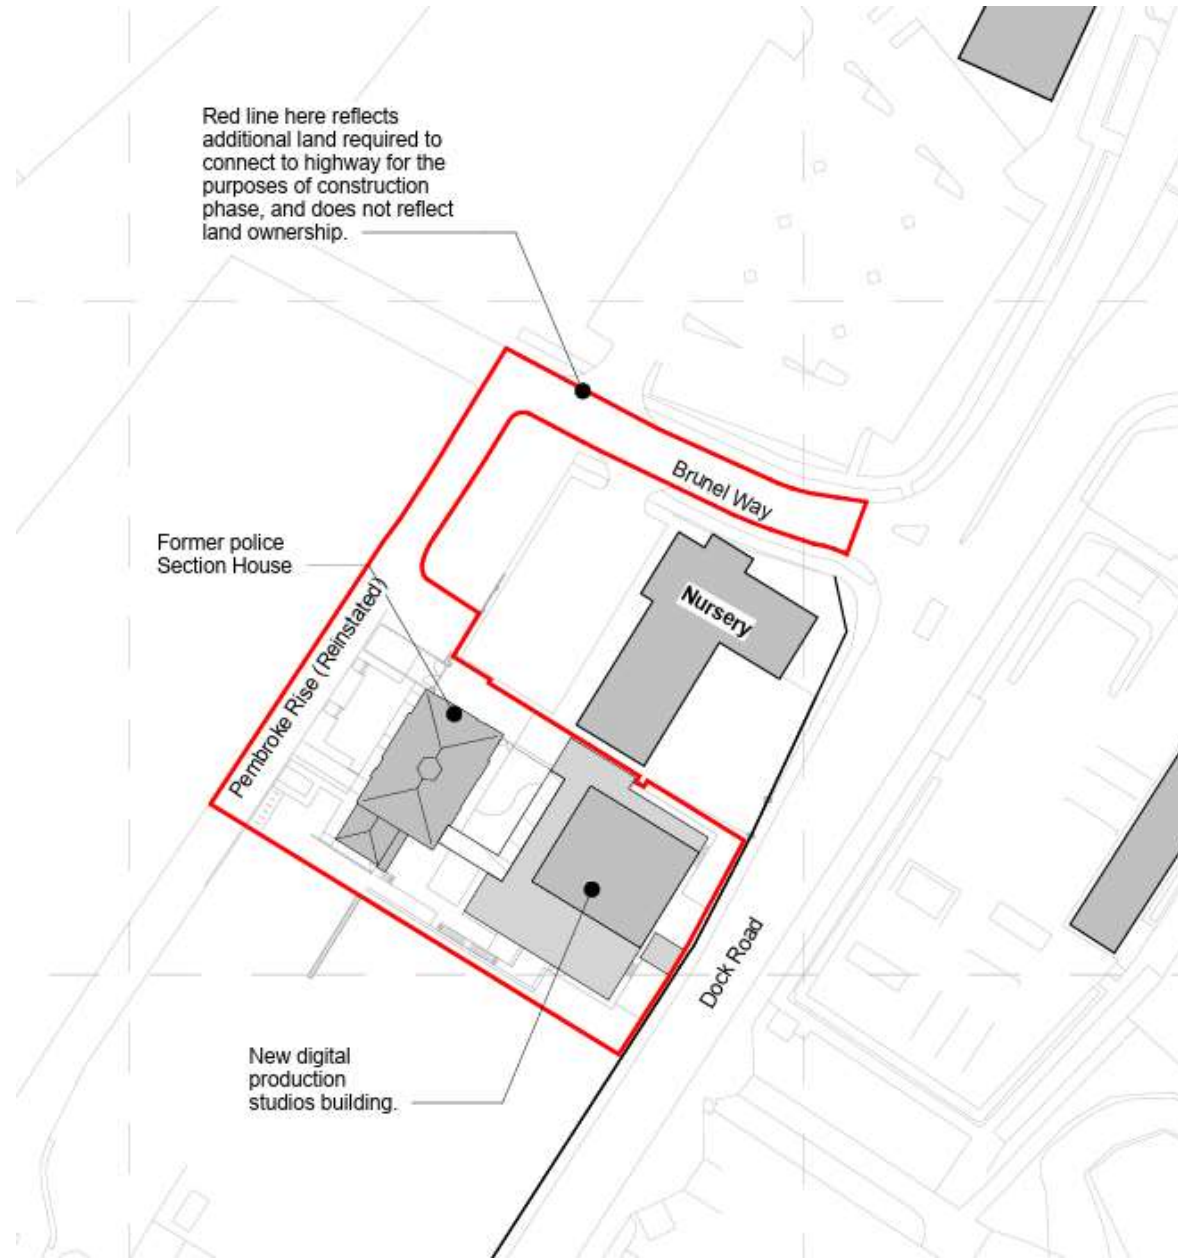 Red line here reflects
additional land required to
connect to highway for the
purposes of construction
phase, and does not reflect
land ownership.
Brunel Way
Former police
Section House
Nursery
Pembroke Rise (Reinstated)
Dock Road
New digital
production
studios building.